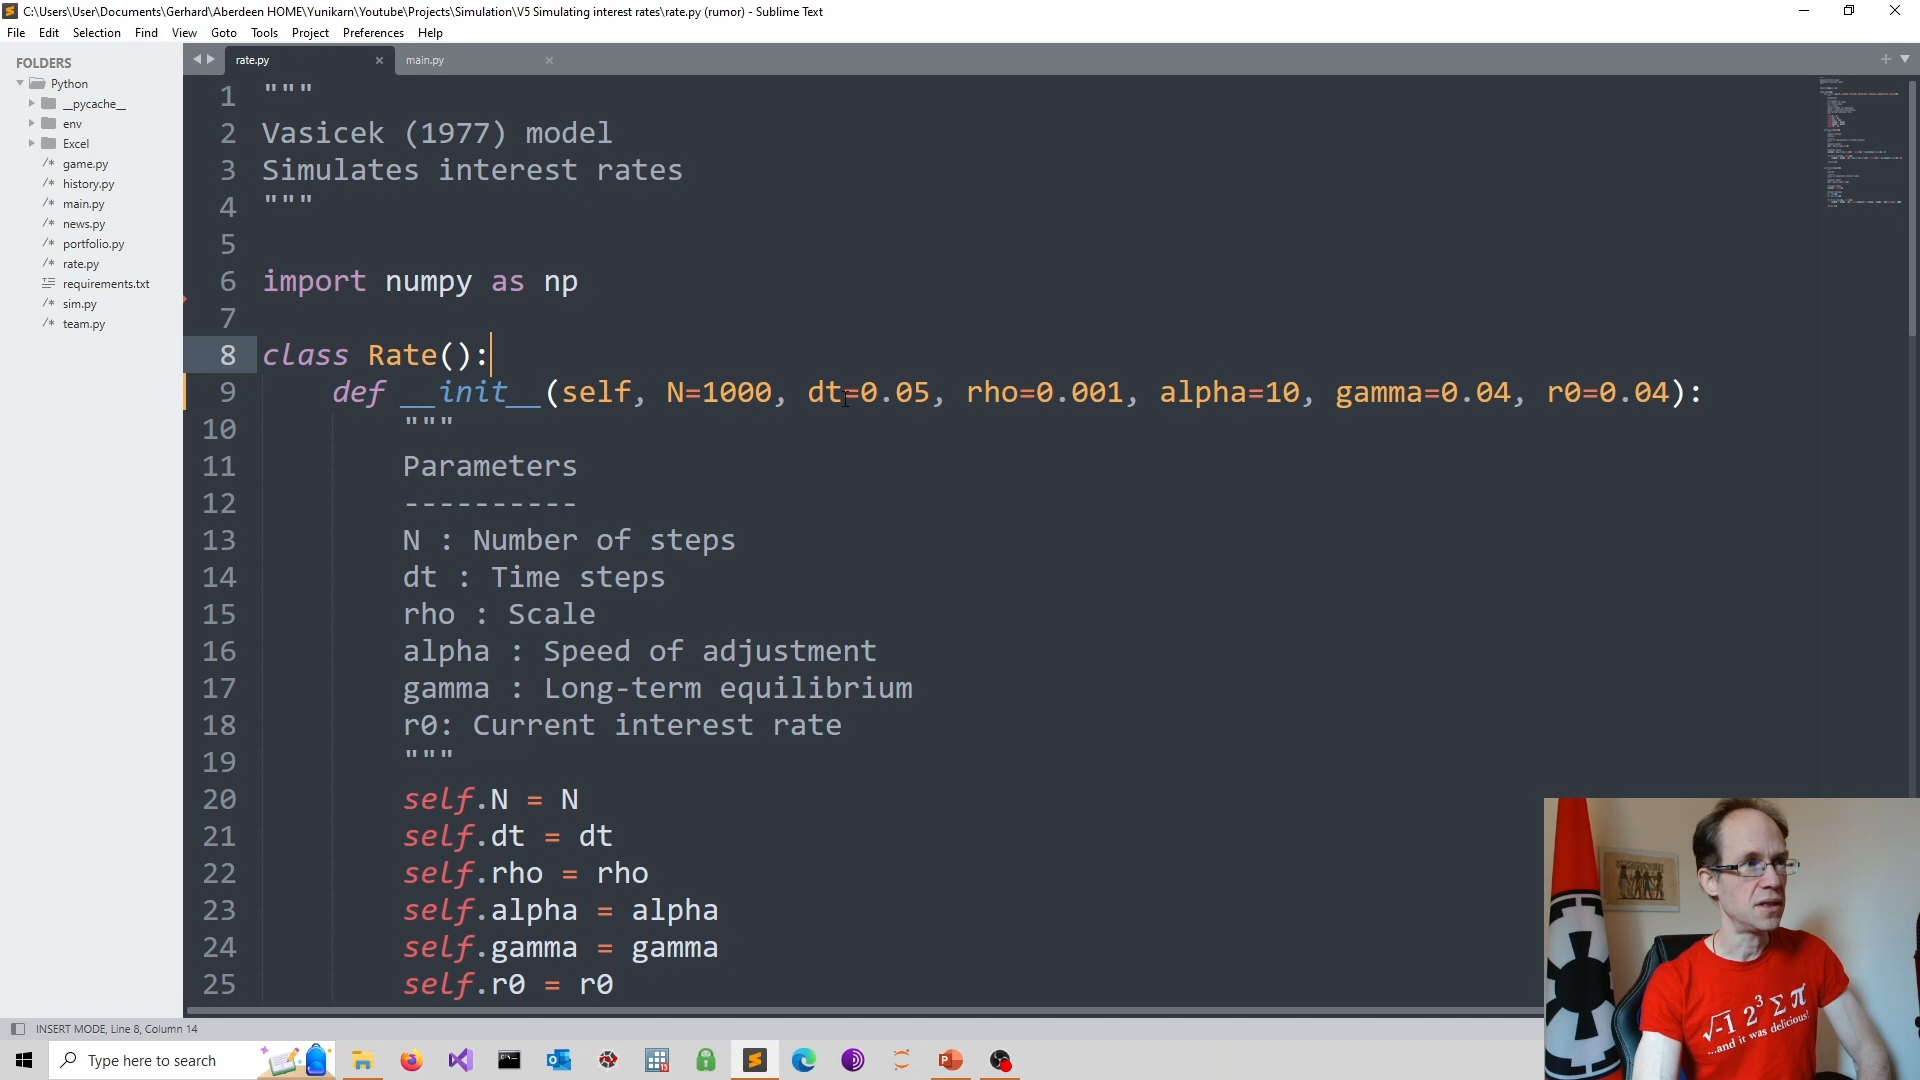 C:\Users\User\Documents\Gerhard\Aberdeen HOME\Yunikarn\Youtube\Projects\Simulation\V5 Simulating interest rates\rate.py (rumor) - Sublime Text
File Edit Selection Find View Goto Tools Project Preferences Help
FOLDERS
Python
__pycache__
env
Excel
game.py
history.py
main.py
news.py
portfolio.py
rate.py
requirements.txt
sim.py
team.py
rate.py
main.py
1 """
2 Vasicek (1977) model
3 Simulates interest rates
4 """
5
6 import numpy as np
7
8 class Rate():
9 def __init__(self, N=1000, dt=0.05, rho=0.001, alpha=10, gamma=0.04, r0=0.04):
10 """
11 Parameters
12 ----------
13 N : Number of steps
14 dt : Time steps
15 rho : Scale
16 alpha : Speed of adjustment
17 gamma : Long-term equilibrium
18 r0: Current interest rate
19 """
20 self.N = N
21 self.dt = dt
22 self.rho = rho
23 self.alpha = alpha
24 self.gamma = gamma
25 self.r0 = r0
√-1 2³ Σ π
...and it was delicious!
INSERT MODE, Line 8, Column 14
Type here to search